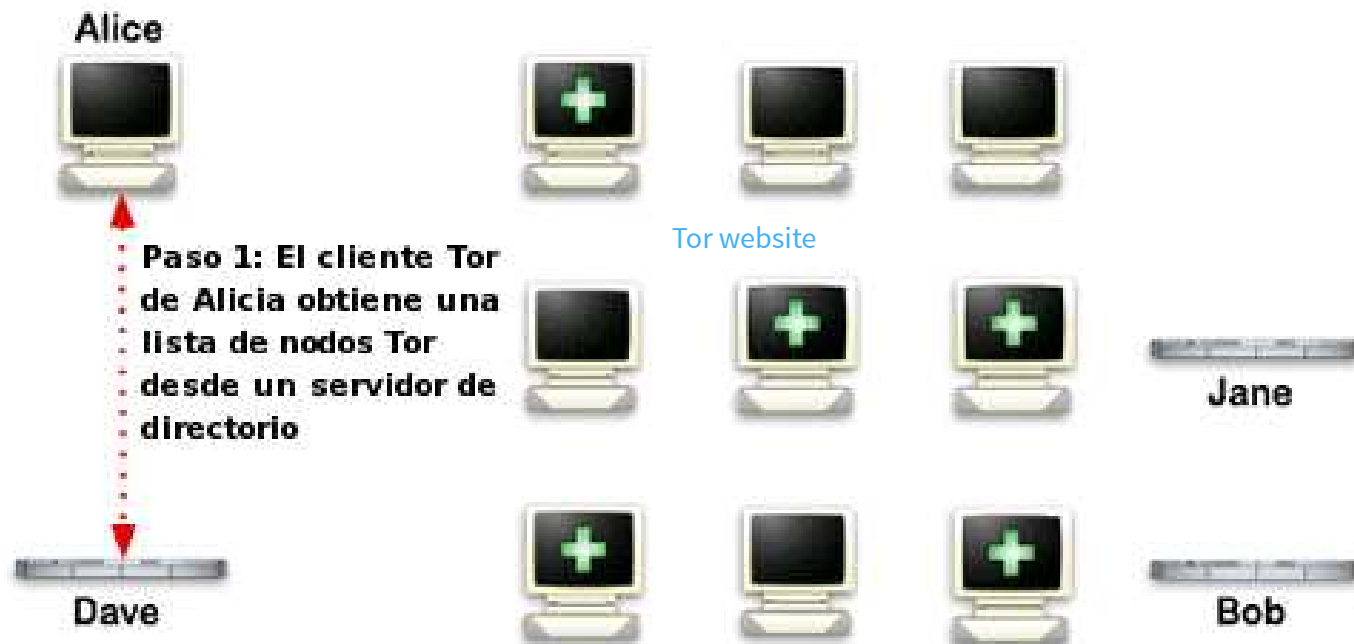 Alice
Tor website
Paso 1: El cliente Tor
de Alicia obtiene una
lista de nodos Tor
desde un servidor de
directorio
Jane
Dave
Bob